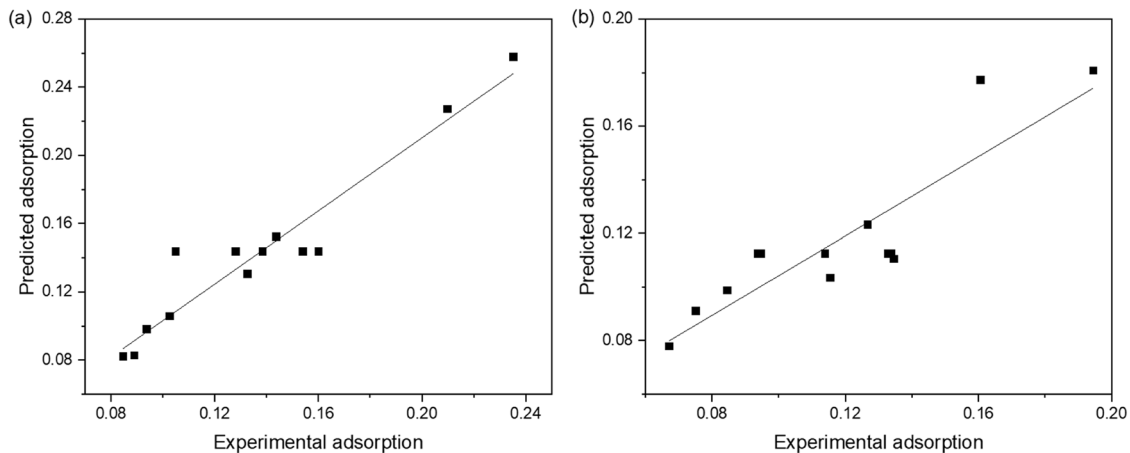 (a)
0.28
0.24
0.20
0.16
0.12
0.08
Predicted adsorption
0.08 0.12 0.16 0.20 0.24
Experimental adsorption
(b)
0.20
0.16
0.12
0.08
Predicted adsorption
0.08 0.12 0.16 0.20
Experimental adsorption